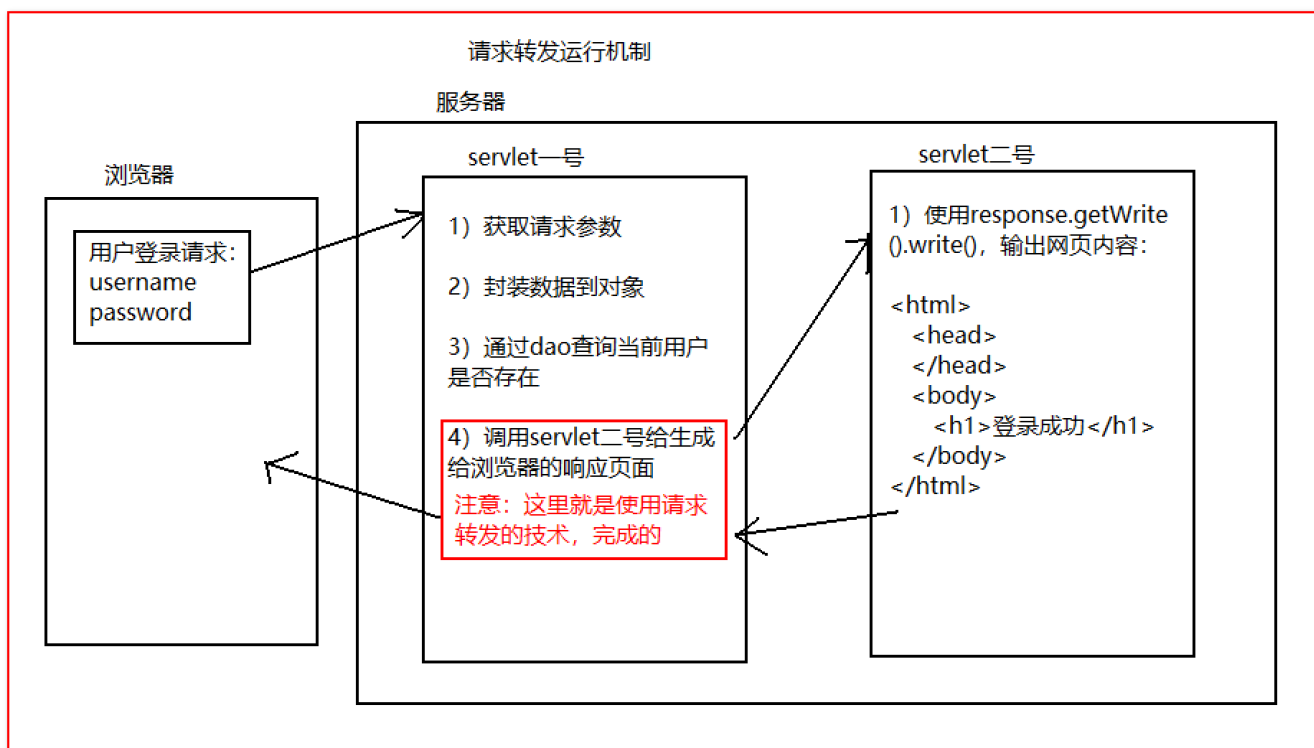 请求转发运行机制
服务器
浏览器
用户登录请求：
username
password
servlet一号
1）获取请求参数
2）封装数据到对象
3）通过dao查询当前用户
是否存在
4）调用servlet二号给生成
给浏览器的响应页面
注意：这里就是使用请求
转发的技术，完成的
servlet二号
1）使用response.getWrite
().write()，输出网页内容：
<html>
<head>
</head>
<body>
<h1>登录成功</h1>
</body>
</html>